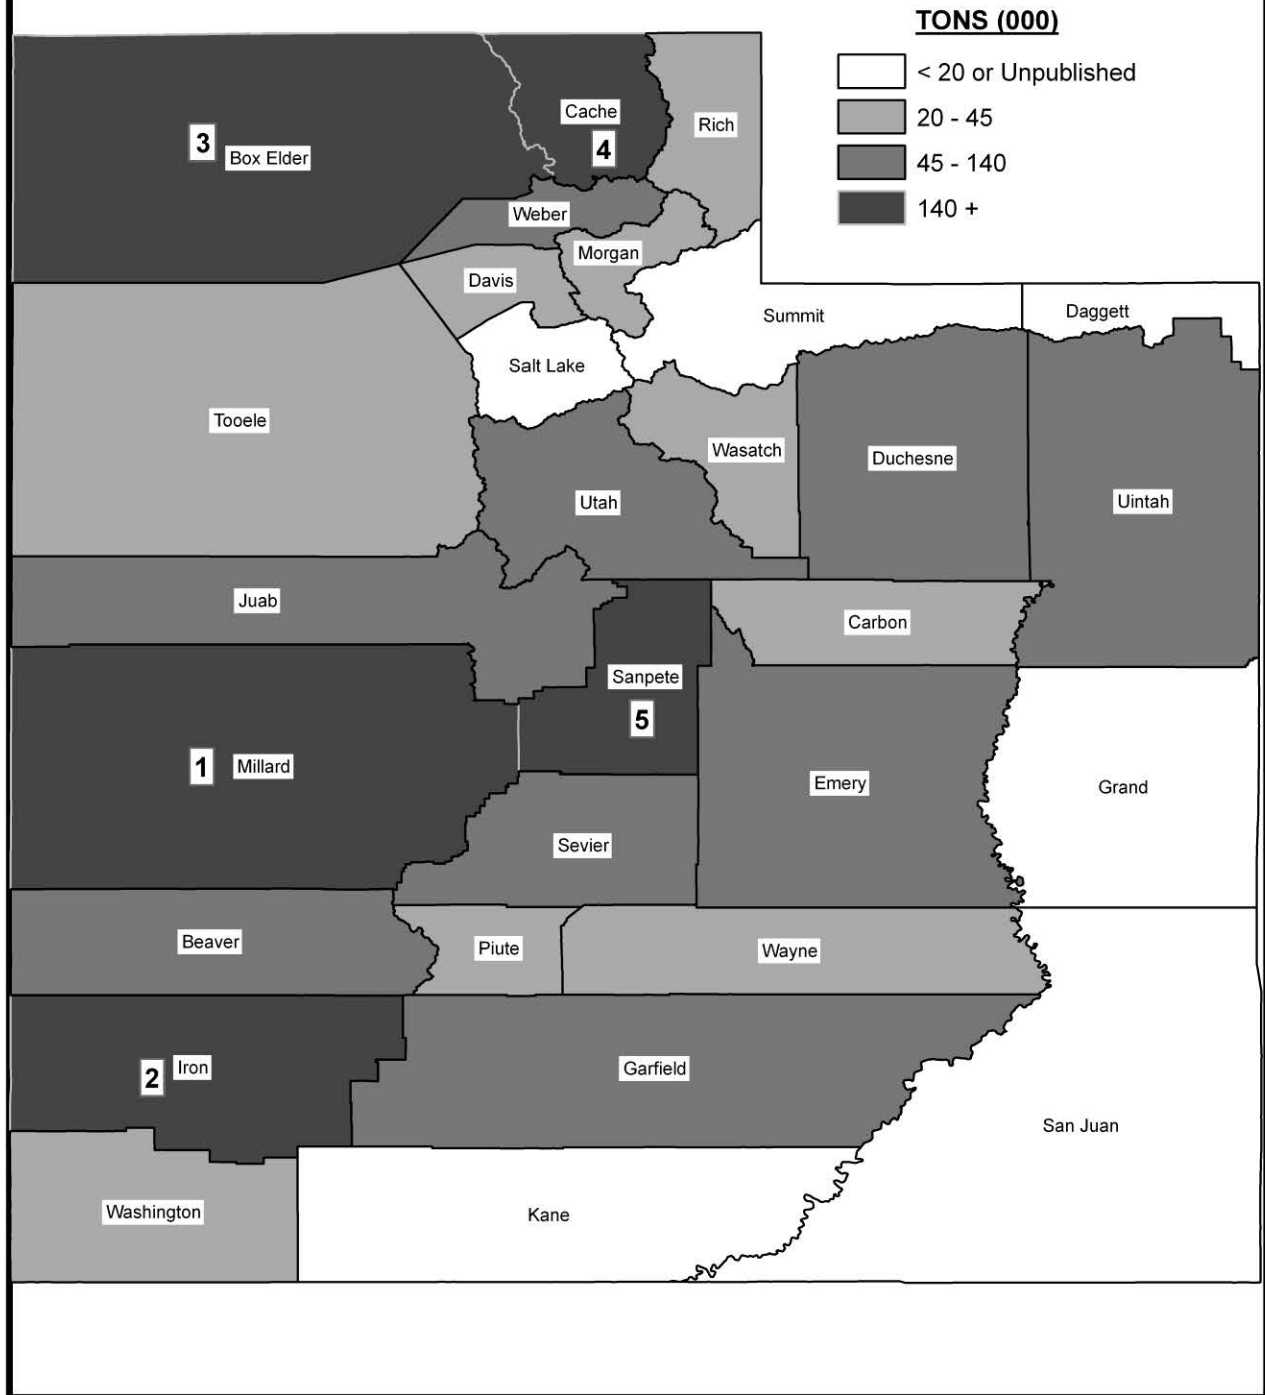 TONS (000)
< 20 or Unpublished
20 - 45
45 - 140
140 +
Cache
Rich
3
Box Elder
4
Weber
Morgan
Davis
Summit
Daggett
Salt Lake
Tooele
Wasatch
Duchesne
Utah
Uintah
Juab
Carbon
Sanpete
5
1
Millard
Emery
Grand
Sevier
Beaver
Piute
Wayne
2
Iron
Garfield
San Juan
Washington
Kane